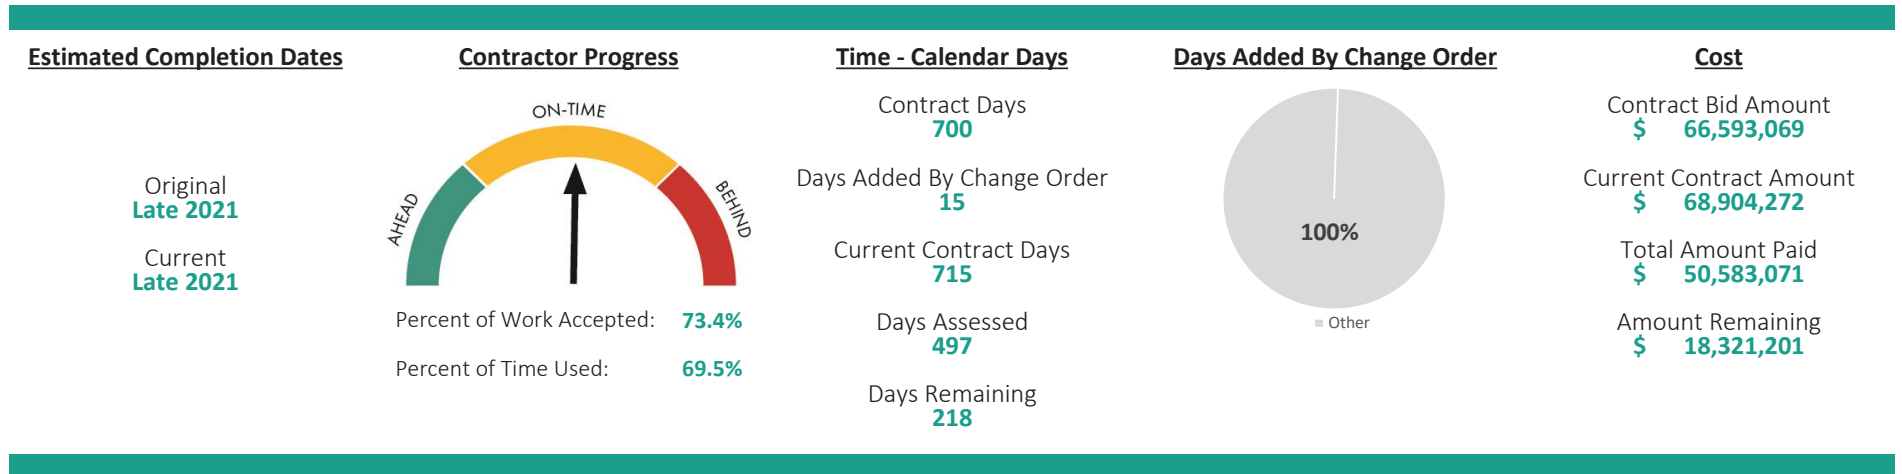 Estimated Completion Dates
Original
Late 2021
Current
Late 2021
Contractor Progress
ON-TIME
AHEAD
BEHIND
Percent of Work Accepted: 73.4%
Percent of Time Used: 69.5%
Time - Calendar Days
Contract Days
700
Days Added By Change Order
15
Current Contract Days
715
Days Assessed
497
Days Remaining
218
Days Added By Change Order
100%
Other
Cost
Contract Bid Amount
$ 66,593,069
Current Contract Amount
$ 68,904,272
Total Amount Paid
$ 50,583,071
Amount Remaining
$ 18,321,201